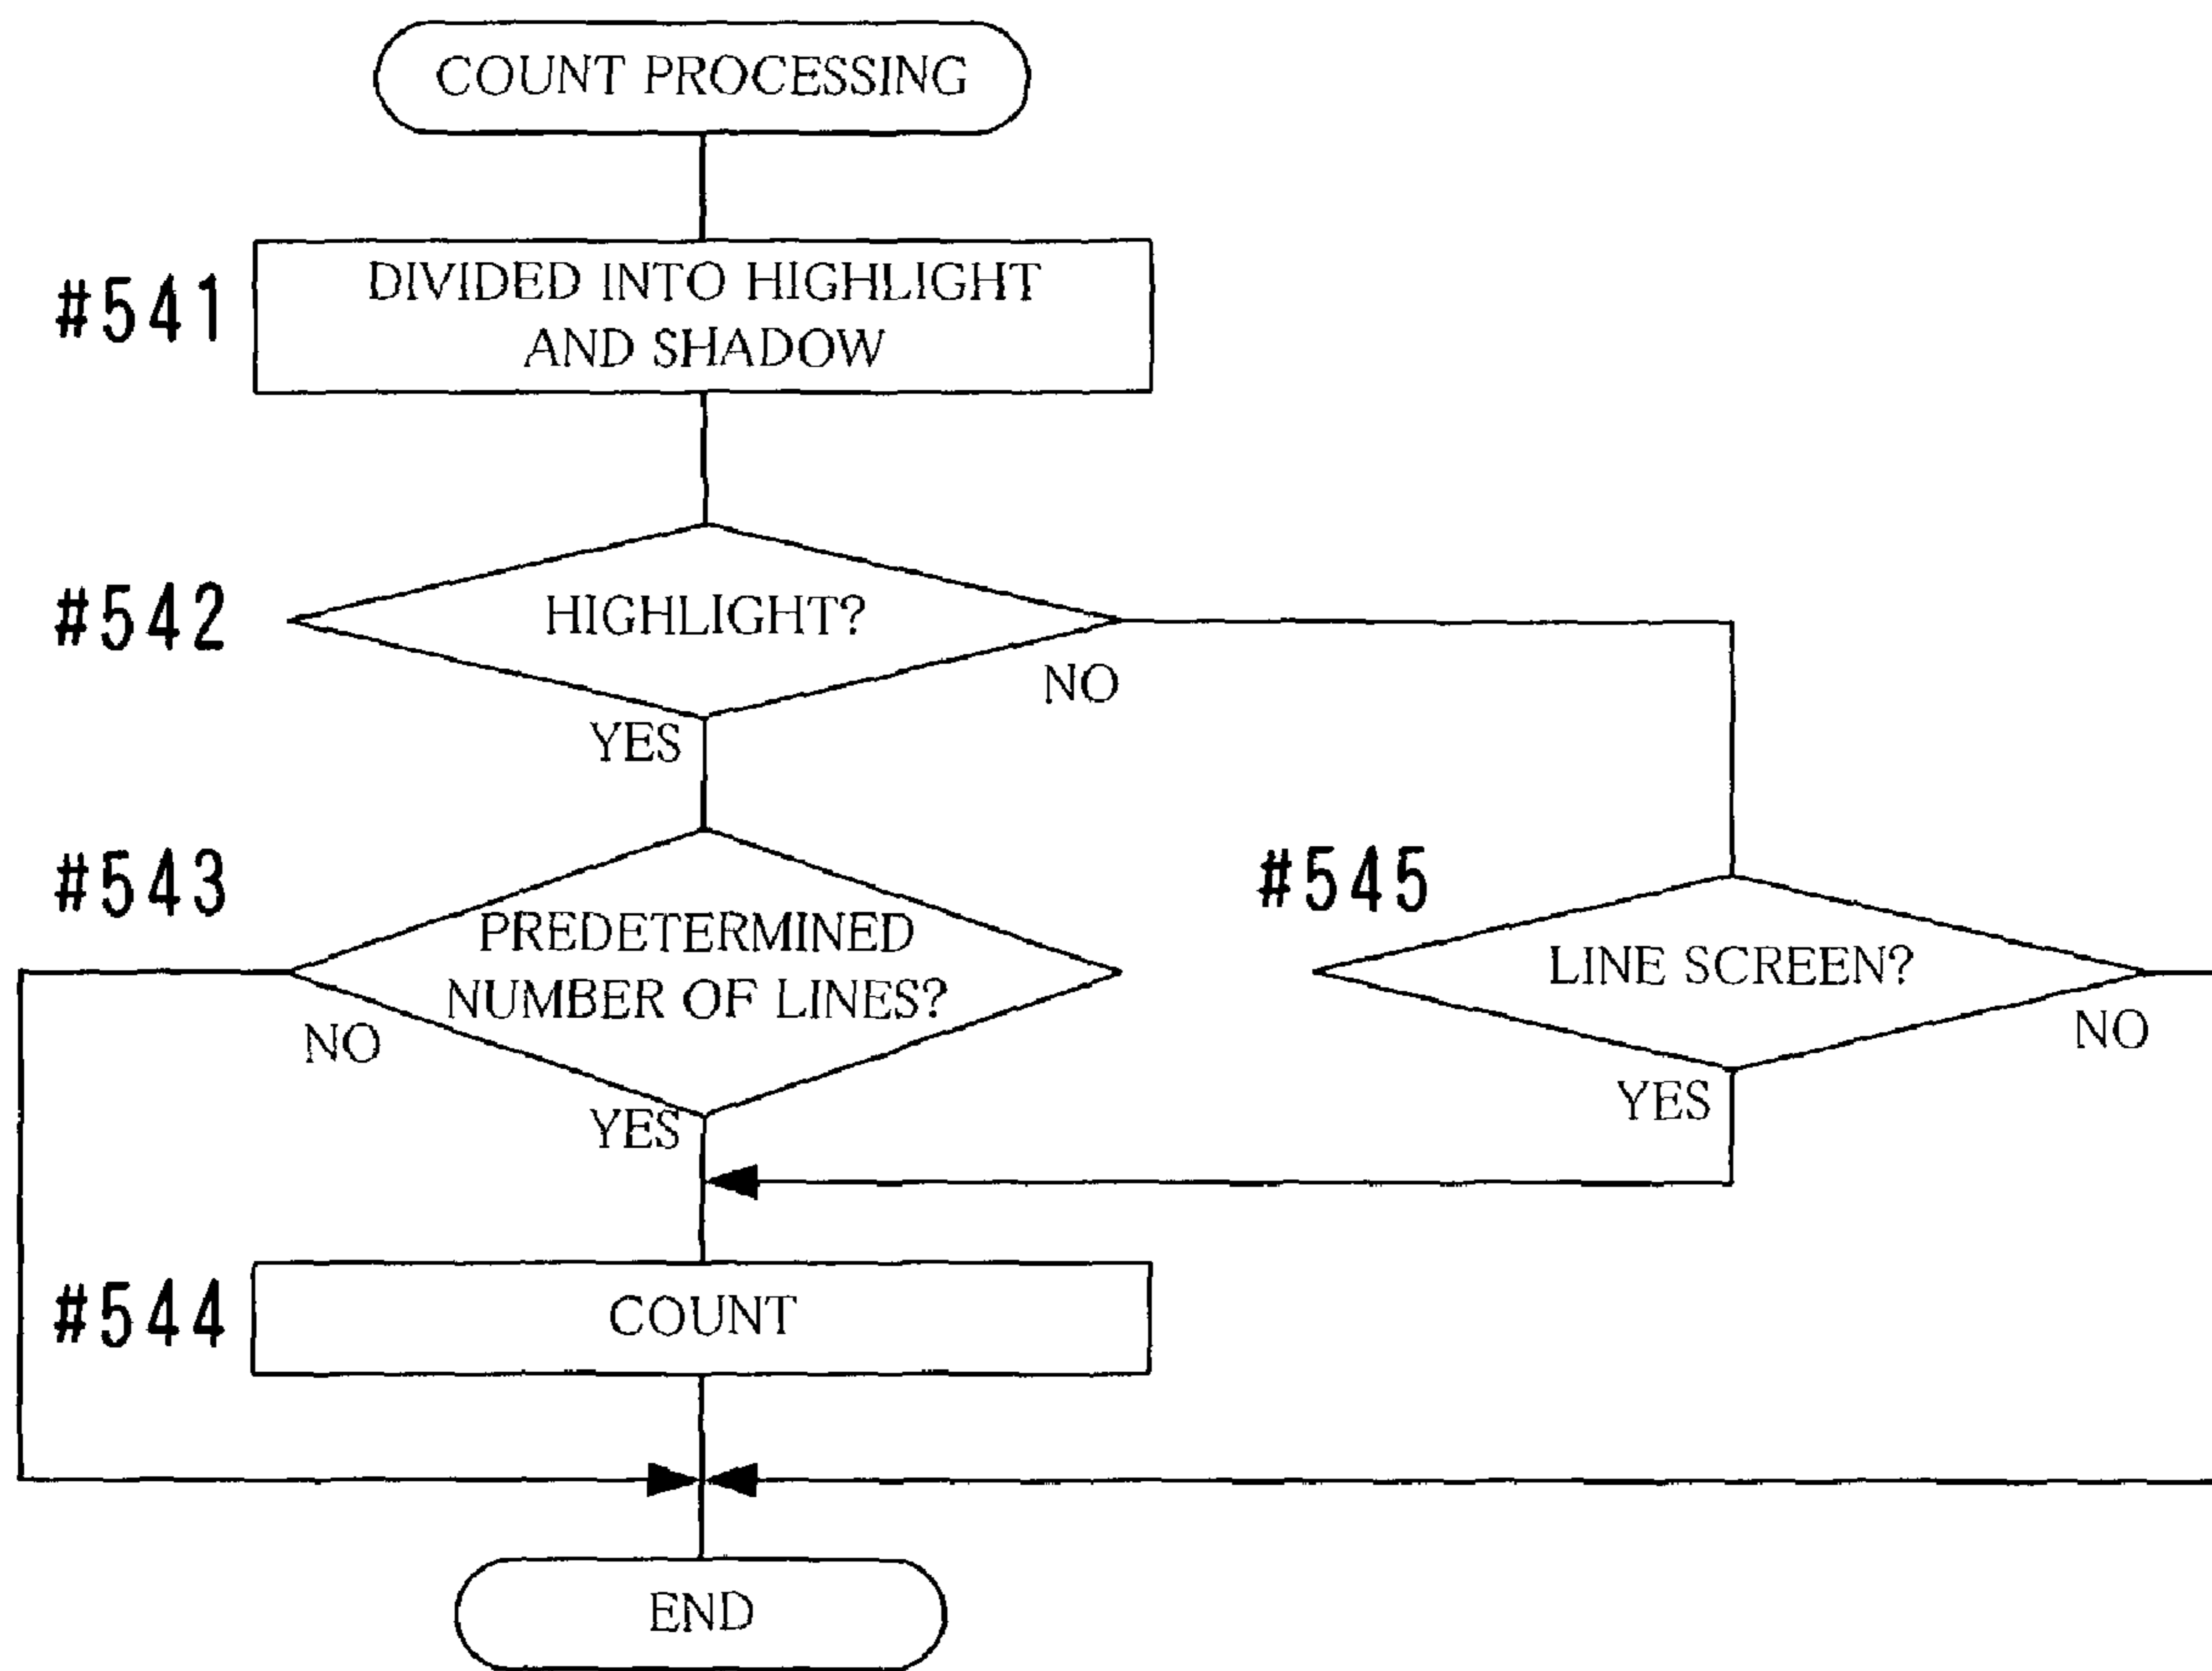 COUNT PROCESSING
#541
DIVIDED INTO HIGHLIGHT
AND SHADOW
#542
HIGHLIGHT?
NO
YES
#543
PREDETERMINED
NUMBER OF LINES?
NO
YES
#545
LINE SCREEN?
NO
YES
#544
COUNT
END